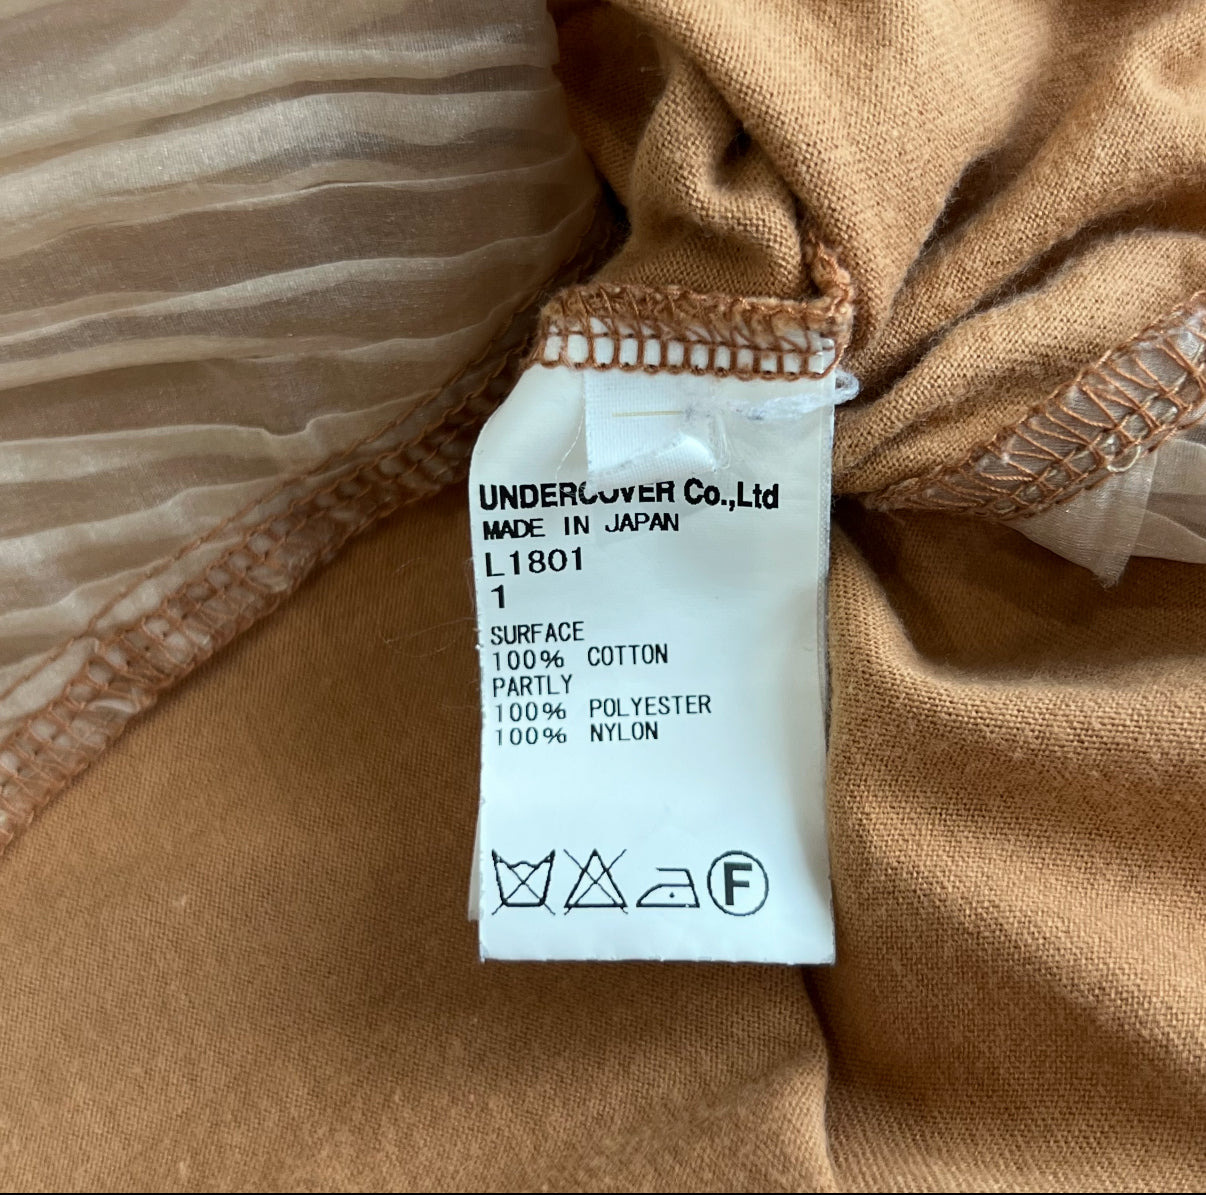 UNDERCOVER Co.,Ltd
MADE IN JAPAN
L1801
1
SURFACE
100% COTTON
PARTLY
100% POLYESTER
100% NYLON
F